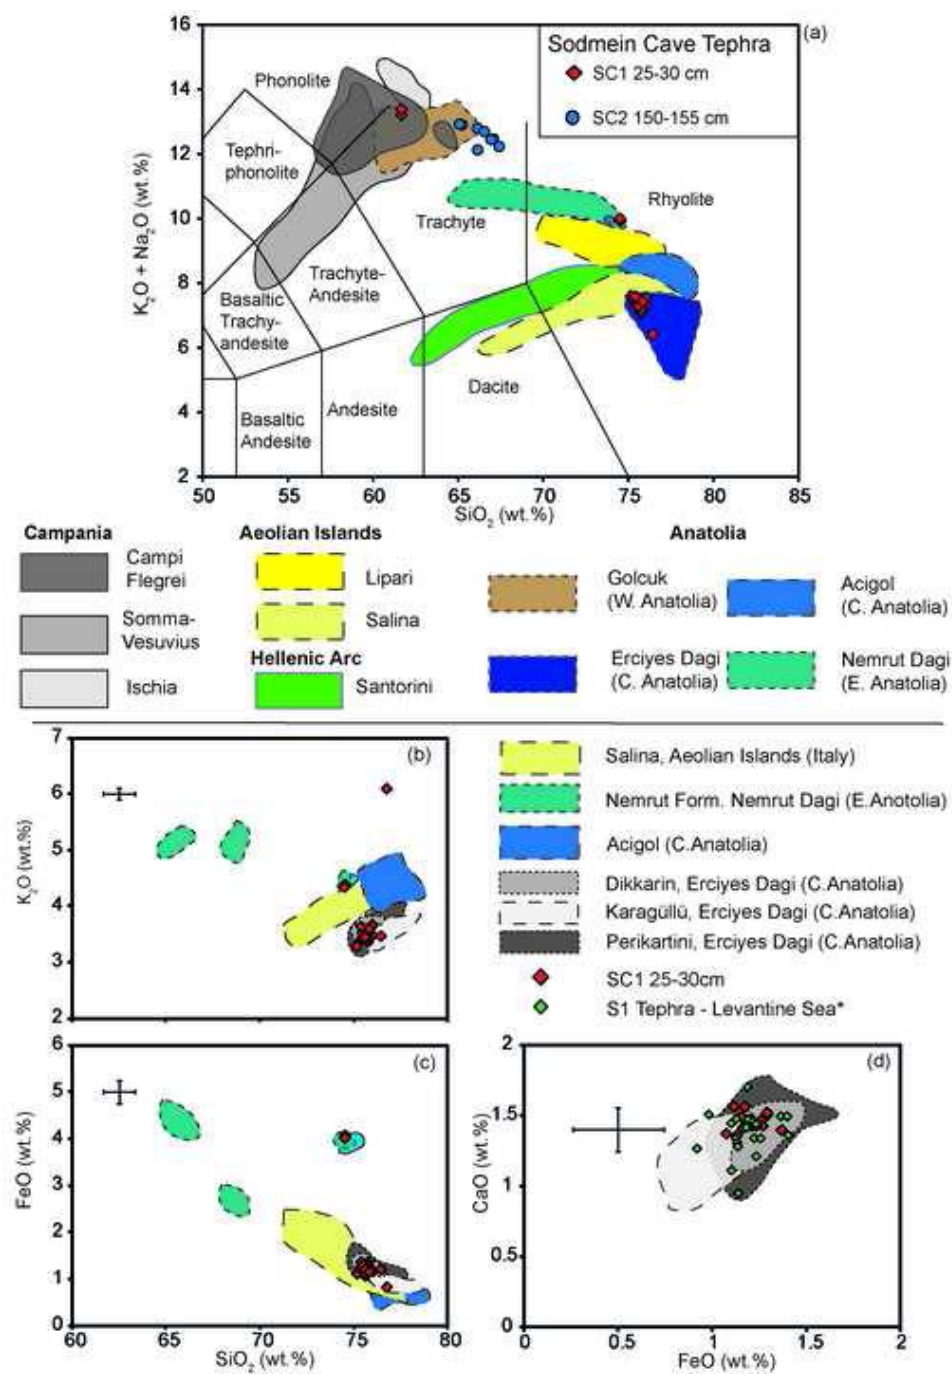 (a)
16
14
12
10
8
6
4
2
K2O + Na2O (wt.%)
Sodmein Cave Tephra
SC1 25-30 cm
SC2 150-155 cm
Phonolite
Tephri-
phonolite
Trachyte
Rhyolite
Trachyte-
Andesite
Basaltic
Trachy-
andesite
Basaltic
Andesite
Andesite
Dacite
50 55 60 65 70 75 80 85
SiO2 (wt.%)
Campania
Campi
Flegrei
Somma-
Vesuvius
Ischia
Aeolian Islands
Lipari
Salina
Hellenic Arc
Santorini
Anatolia
Golcuk
(W. Anatolia)
Acigol
(C. Anatolia)
Erciyes Dagi
(C. Anatolia)
Nemrut Dagi
(E. Anatolia)
(b)
7
6
5
4
3
2
K2O (wt.%)
Salina, Aeolian Islands (Italy)
Nemrut Form. Nemrut Dagi (E.Anotolia)
Acigol (C.Anatolia)
Dikkarin, Erciyes Dagi (C.Anatolia)
Karagüllü, Erciyes Dagi (C.Anatolia)
Perikartini, Erciyes Dagi (C.Anatolia)
SC1 25-30cm
S1 Tephra - Levantine Sea*
(c)
6
5
4
3
2
1
0
FeO (wt.%)
60 65 70 75 80
SiO2 (wt.%)
(d)
2
1.5
1
0.5
0
CaO (wt.%)
0 0.5 1 1.5 2
FeO (wt.%)